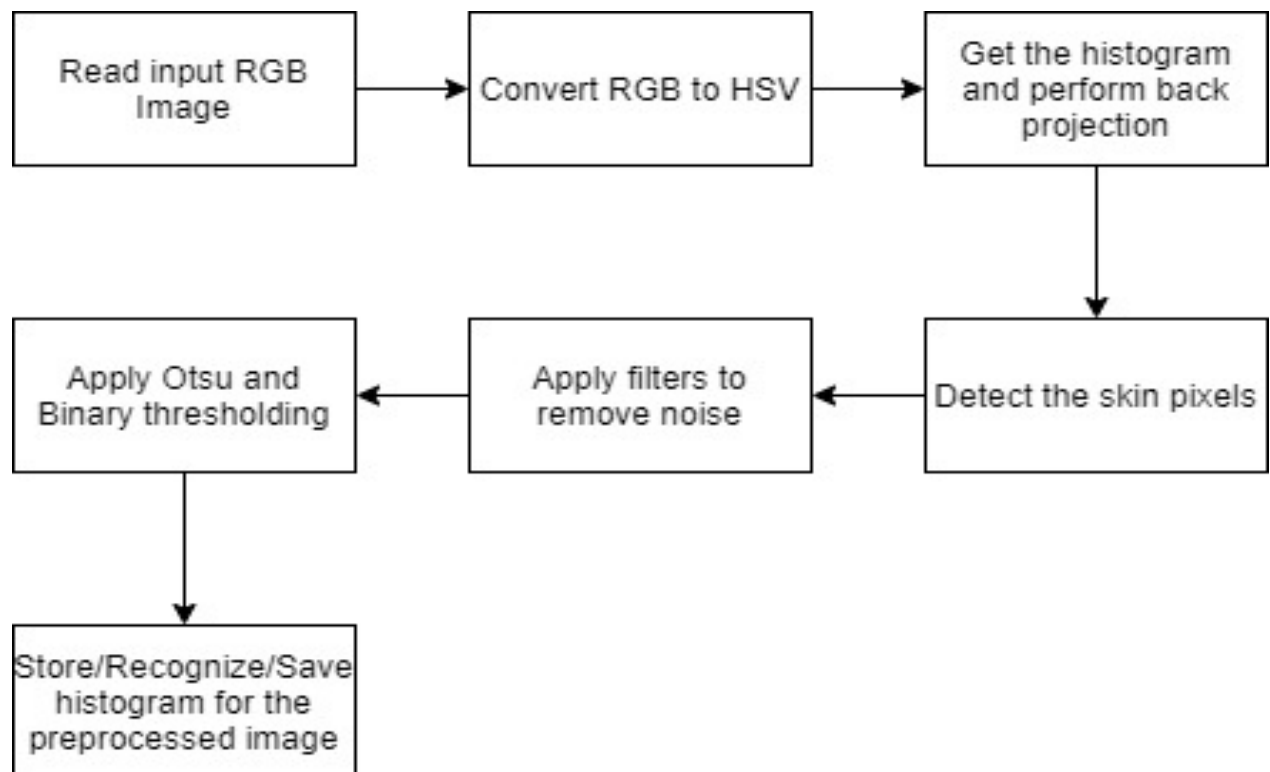 Read input RGB
Image
Convert RGB to HSV
Get the histogram
and perform back
projection
Detect the skin pixels
Apply filters to
remove noise
Apply Otsu and
Binary thresholding
Store/Recognize/Save
histogram for the
preprocessed image